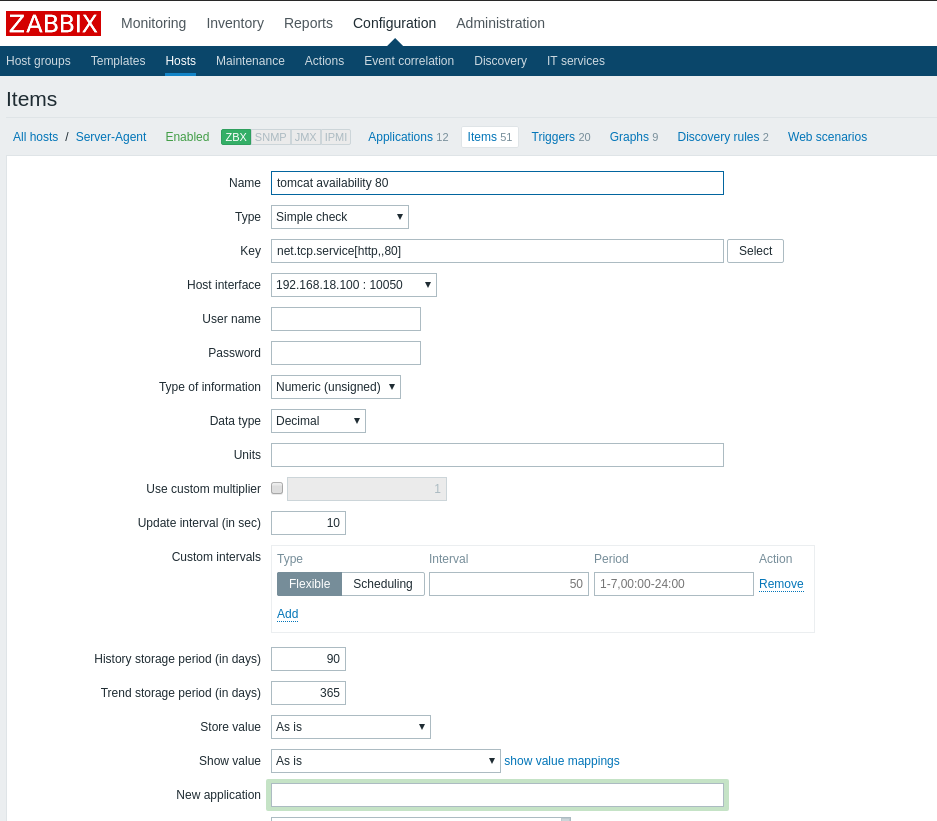 ZABBIX Monitoring Inventory Reports Configuration Administration
Host groups Templates Hosts Maintenance Actions Event correlation Discovery IT services
Items
All hosts / Server-Agent Enabled ZBX SNMP JMX IPMI Applications 12 Items 51 Triggers 20 Graphs 9 Discovery rules 2 Web scenarios
Name tomcat availability 80
Type Simple check
Key net.tcp.service[http,,80] Select
Host interface 192.168.18.100 : 10050
User name
Password
Type of information Numeric (unsigned)
Data type Decimal
Units
Use custom multiplier 1
Update interval (in sec) 10
Custom intervals Type Interval Period Action
Flexible Scheduling 50 1-7,00:00-24:00 Remove
Add
History storage period (in days) 90
Trend storage period (in days) 365
Store value As is
Show value As is show value mappings
New application